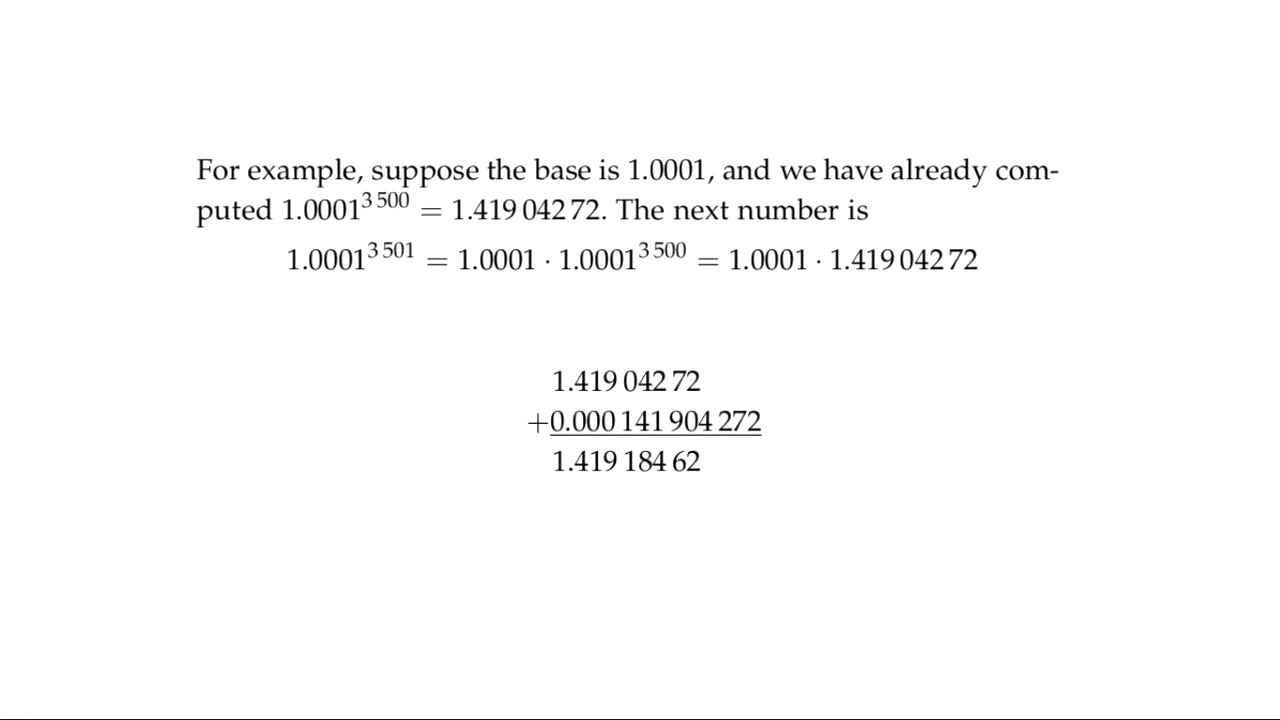 For example, suppose the base is 1.0001, and we have already com-
puted 1.0001^{3 500} = 1.419 042 72. The next number is
1.0001^{3 501} = 1.0001 · 1.0001^{3 500} = 1.0001 · 1.419 042 72
1.419 042 72
+0.000 141 904 272
1.419 184 62